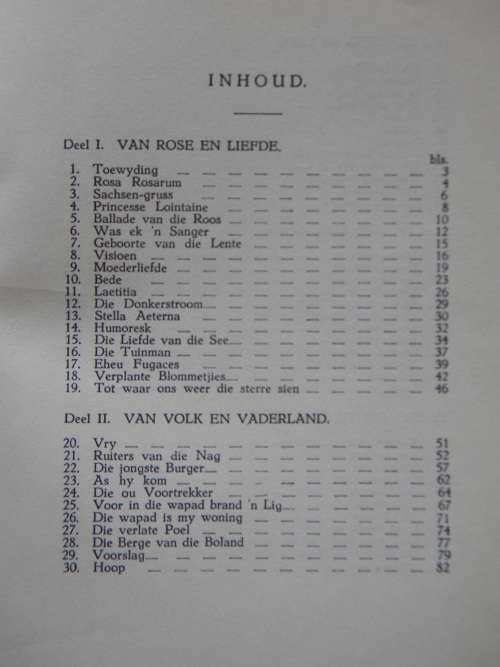 INHOUD.
Deel I. VAN ROSE EN LIEFDE.
bls.
1. Toewyding 3
2. Rosa Rosarum 4
3. Sachsen-gruss 6
4. Princesse Lointaine 8
5. Ballade van die Roos 10
6. Was ek 'n Sanger 12
7. Geboorte van die Lente 15
8. Visioen 16
9. Moederliefde 19
10. Bede 23
11. Laetitia 26
12. Die Donkerstroom 29
13. Stella Aeterna 30
14. Humoresk 32
15. Die Liefde van die See 34
16. Die Tuinman 37
17. Eheu Fugaces 39
18. Verplante Blommetjies 42
19. Tot waar ons weer die sterre sien 46
Deel II. VAN VOLK EN VADERLAND.
20. Vry 51
21. Ruiters van die Nag 52
22. Die jongste Burger 57
23. As hy kom 62
24. Die ou Voortrekker 64
25. Voor in die wapad brand 'n Lig 67
26. Die wapad is my woning 71
27. Die verlate Poel 74
28. Die Berge van die Boland 77
29. Voorslag 79
30. Hoop 82